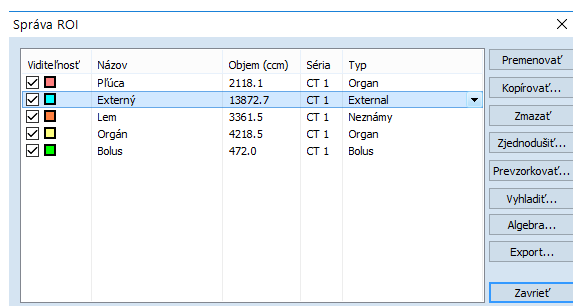 Správa ROI
Viditeľnosť Názov Objem (ccm) Séria Typ
Pľúca 2118.1 CT 1 Organ
Externý 13872.7 CT 1 External
Lem 3361.5 CT 1 Neznámy
Orgán 4218.5 CT 1 Organ
Bolus 472.0 CT 1 Bolus
Premenovať
Kopírovať...
Zmazať
Zjednodušiť...
Prevzorkovať...
Vyhladiť...
Algebra...
Export...
Zavrieť